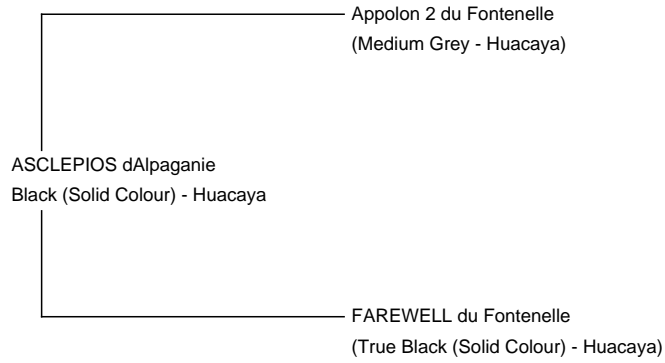 Appolon 2 du Fontenelle
(Medium Grey - Huacaya)
ASCLEPIOS dAlpaganie
Black (Solid Colour) - Huacaya
FAREWELL du Fontenelle
(True Black (Solid Colour) - Huacaya)